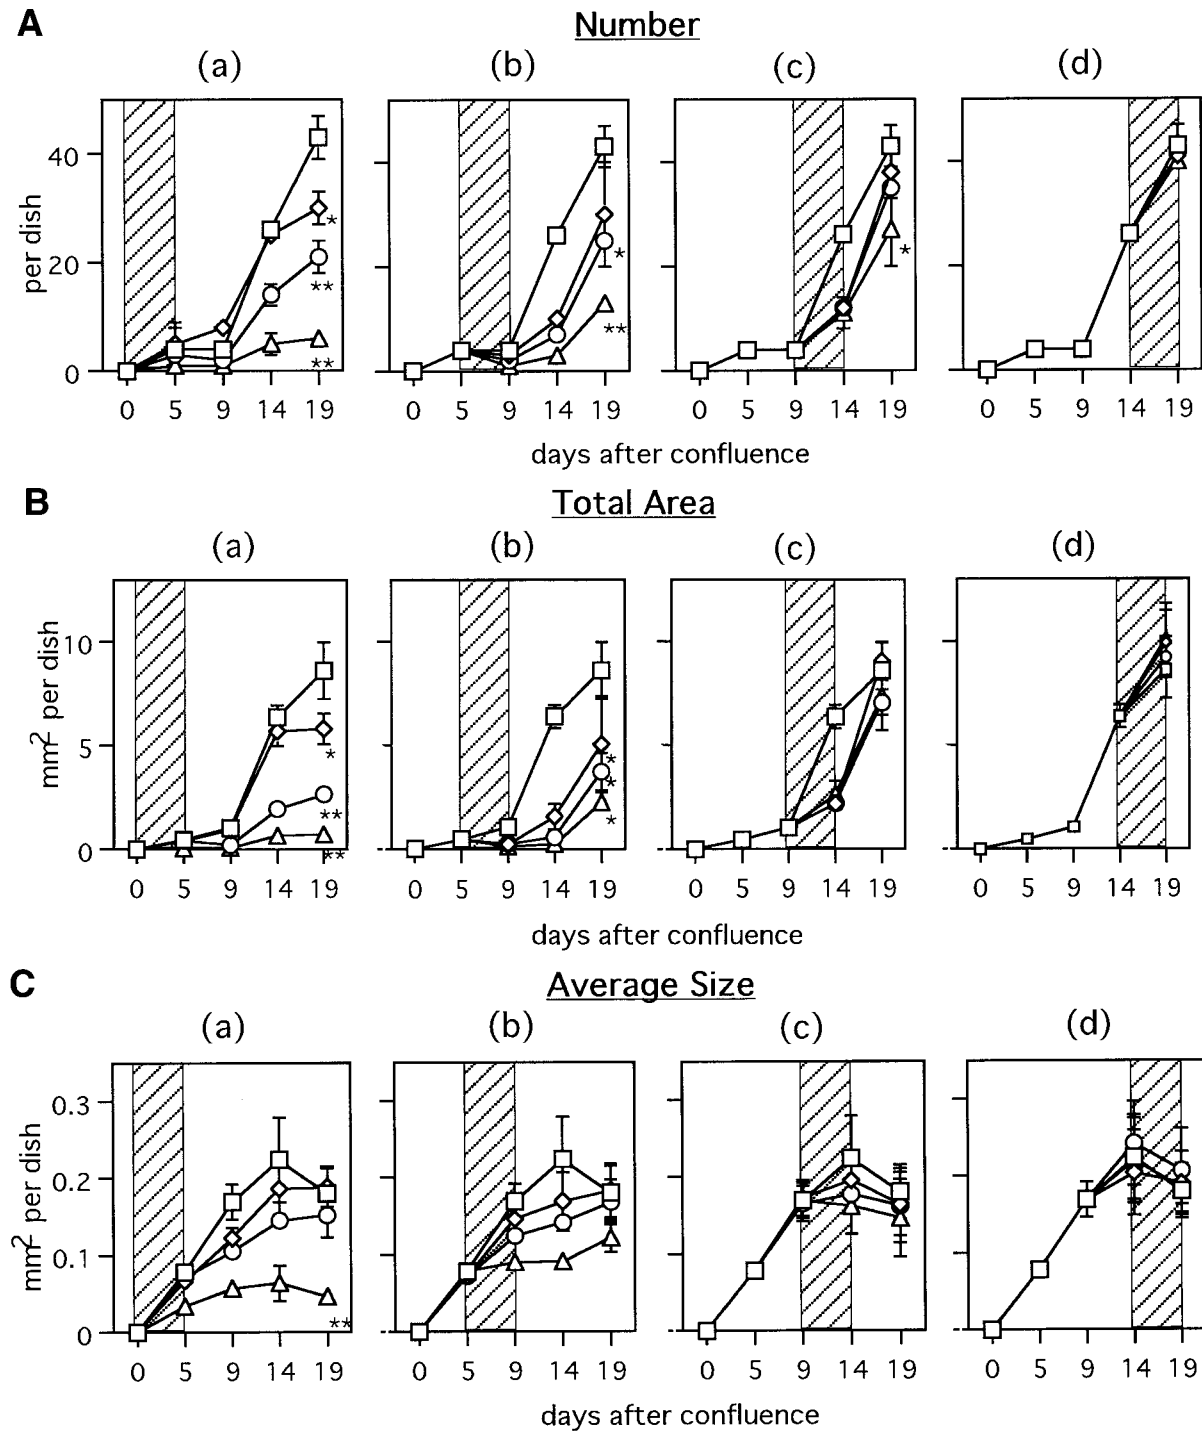 A
Number
(a) (b) (c) (d)
per dish
40
20
0
* ** ** * ** *
0 5 9 14 19 0 5 9 14 19 0 5 9 14 19 0 5 9 14 19
days after confluence
B
Total Area
(a) (b) (c) (d)
mm² per dish
10
5
0
* ** ** * * *
0 5 9 14 19 0 5 9 14 19 0 5 9 14 19 0 5 9 14 19
days after confluence
C
Average Size
(a) (b) (c) (d)
mm² per dish
0.3
0.2
0.1
0
**
0 5 9 14 19 0 5 9 14 19 0 5 9 14 19 0 5 9 14 19
days after confluence